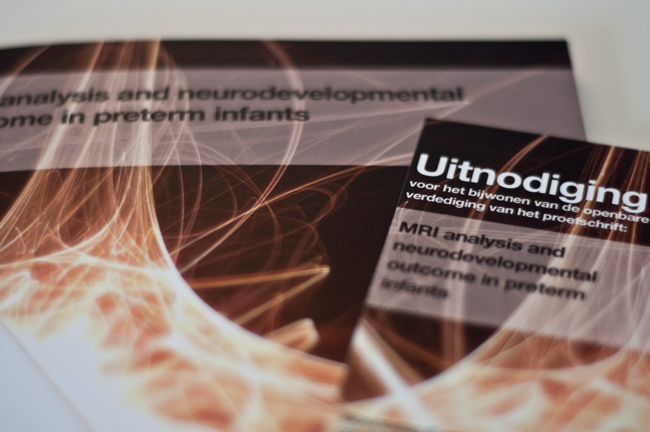 analysis and neurodevelopmental
ome in preterm infants
Uitnodiging
voor het bijwonen van de openbare
verdediging van het proefschrift:
MRI analysis and
neurodevelopmental
outcome in preterm
infants